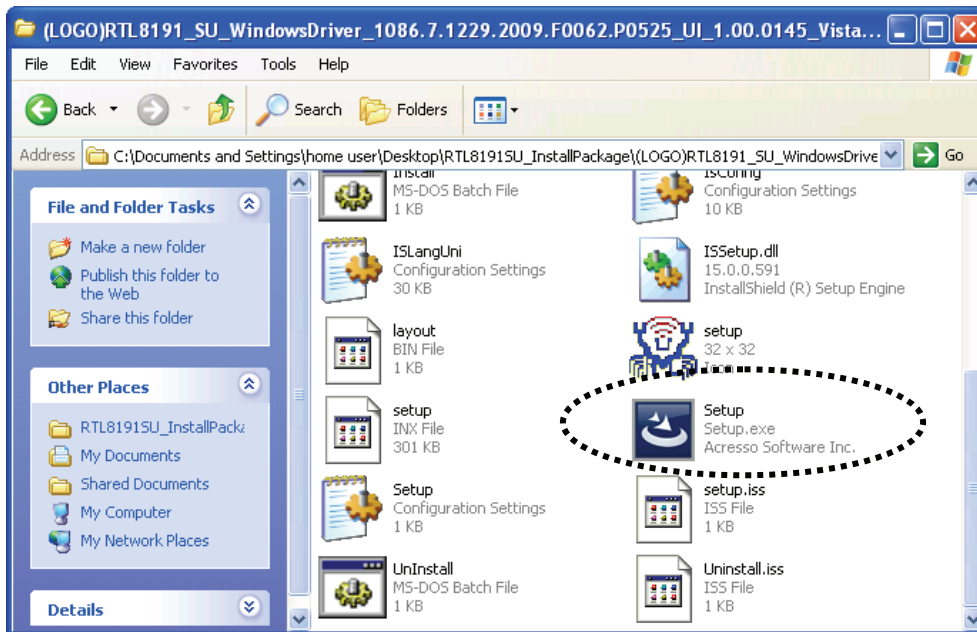 (LOGO)RTL8191_SU_WindowsDriver_1086.7.1229.2009.F0062.P0525_UI_1.00.0145_Vista...
File Edit View Favorites Tools Help
Back Search Folders
Address C:\Documents and Settings\home user\Desktop\RTL8191SU_InstallPackage\(LOGO)RTL8191_SU_WindowsDrive Go
File and Folder Tasks
Make a new folder
Publish this folder to
the Web
Share this folder
Other Places
RTL8191SU_InstallPacka
My Documents
Shared Documents
My Computer
My Network Places
Details
Install
MS-DOS Batch File
1 KB
IsConfig
Configuration Settings
10 KB
ISLangUni
Configuration Settings
30 KB
ISSetup.dll
15.0.0.591
InstallShield (R) Setup Engine
layout
BIN File
1 KB
setup
32 x 32
Icon
setup
INX File
301 KB
Setup
Setup.exe
Acresso Software Inc.
Setup
Configuration Settings
1 KB
setup.iss
ISS File
1 KB
UnInstall
MS-DOS Batch File
1 KB
Uninstall.iss
ISS File
1 KB